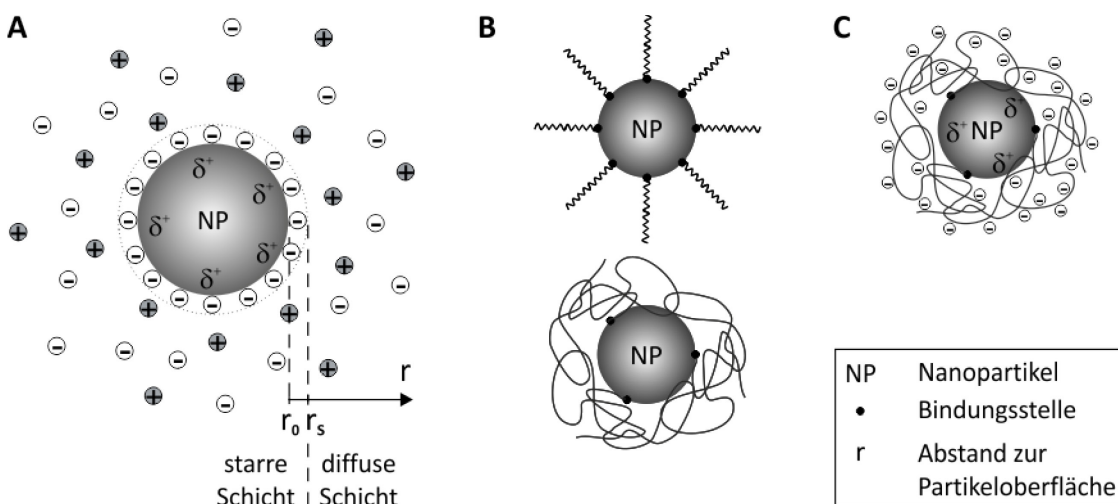 A
B
C
δ⁺
δ⁺
δ⁺
δ⁺
δ⁺
NP
r
r₀ rₛ
starre diffuse
Schicht Schicht
NP
NP
δ⁺
δ⁺ NP
δ⁺
NP Nanopartikel
Bindungsstelle
r Abstand zur
Partikeloberfläche